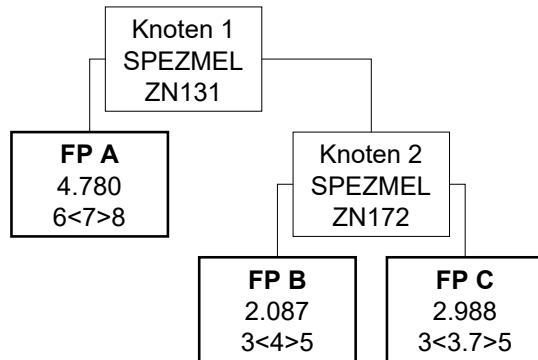 Knoten 1
SPEZMEL
ZN131
FP A
4.780
6<7>8
Knoten 2
SPEZMEL
ZN172
FP B
2.087
3<4>5
FP C
2.988
3<3.7>5